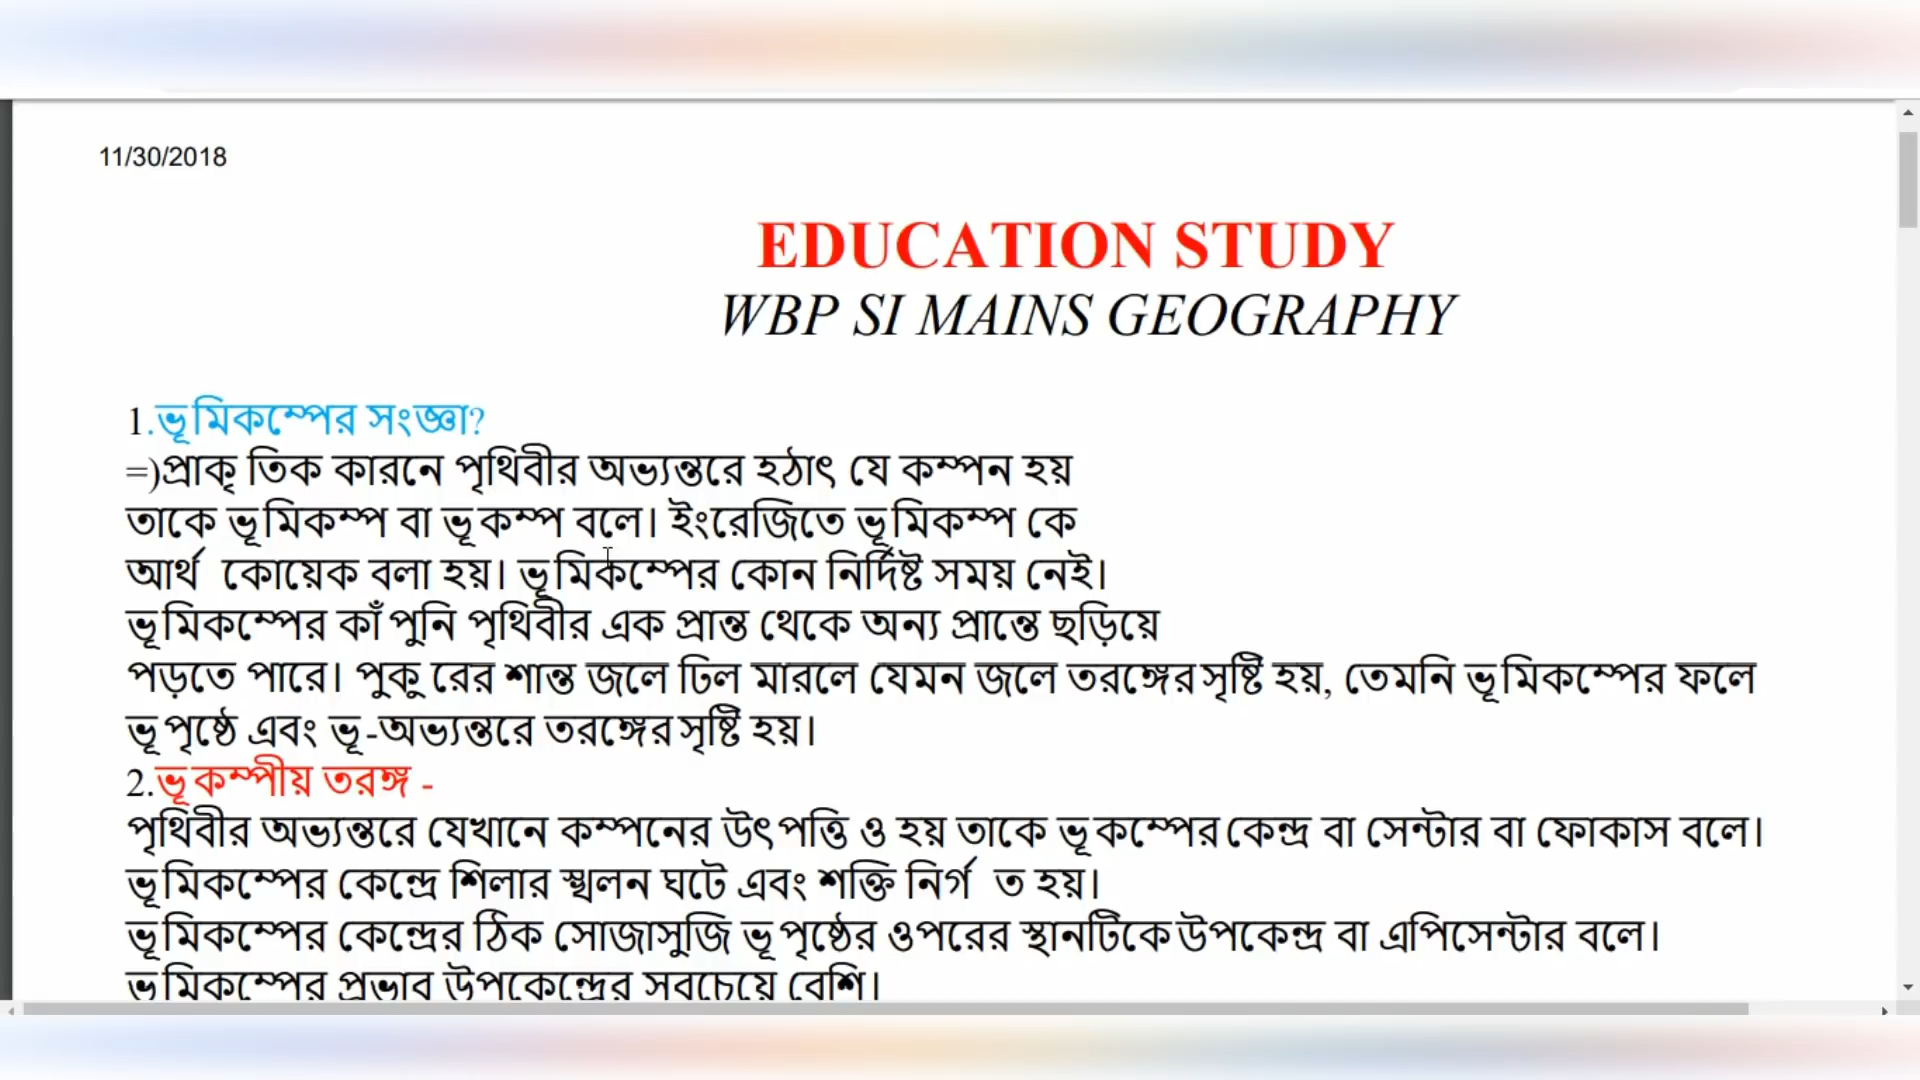 11/30/2018
EDUCATION STUDY
WBP SI MAINS GEOGRAPHY
1.ভূমিকম্পের সংজ্ঞা?
=)প্রাকৃতিক কারনে পৃথিবীর অভ্যন্তরে হঠাৎ যে কম্পন হয়
তাকে ভূমিকম্প বা ভূকম্প বলে। ইংরেজিতে ভূমিকম্প কে
আর্থ কোয়েক বলা হয়। ভূমিকম্পের কোন নির্দিষ্ট সময় নেই।
ভূমিকম্পের কাঁপুনি পৃথিবীর এক প্রান্ত থেকে অন্য প্রান্তে ছড়িয়ে
পড়তে পারে। পুকুরের শান্ত জলে ঢিল মারলে যেমন জলে তরঙ্গের সৃষ্টি হয়, তেমনি ভূমিকম্পের ফলে
ভূপৃষ্ঠে এবং ভূ-অভ্যন্তরে তরঙ্গের সৃষ্টি হয়।
2.ভূকম্পীয় তরঙ্গ -
পৃথিবীর অভ্যন্তরে যেখানে কম্পনের উৎপত্তি ও হয় তাকে ভূকম্পের কেন্দ্র বা সেন্টার বা ফোকাস বলে।
ভূমিকম্পের কেন্দ্রে শিলার স্খলন ঘটে এবং শক্তি নির্গত হয়।
ভূমিকম্পের কেন্দ্রের ঠিক সোজাসুজি ভূপৃষ্ঠের ওপরের স্থানটিকে উপকেন্দ্র বা এপিসেন্টার বলে।
ভূমিকম্পের প্রভাব উপকেন্দ্রের সবচেয়ে বেশি।